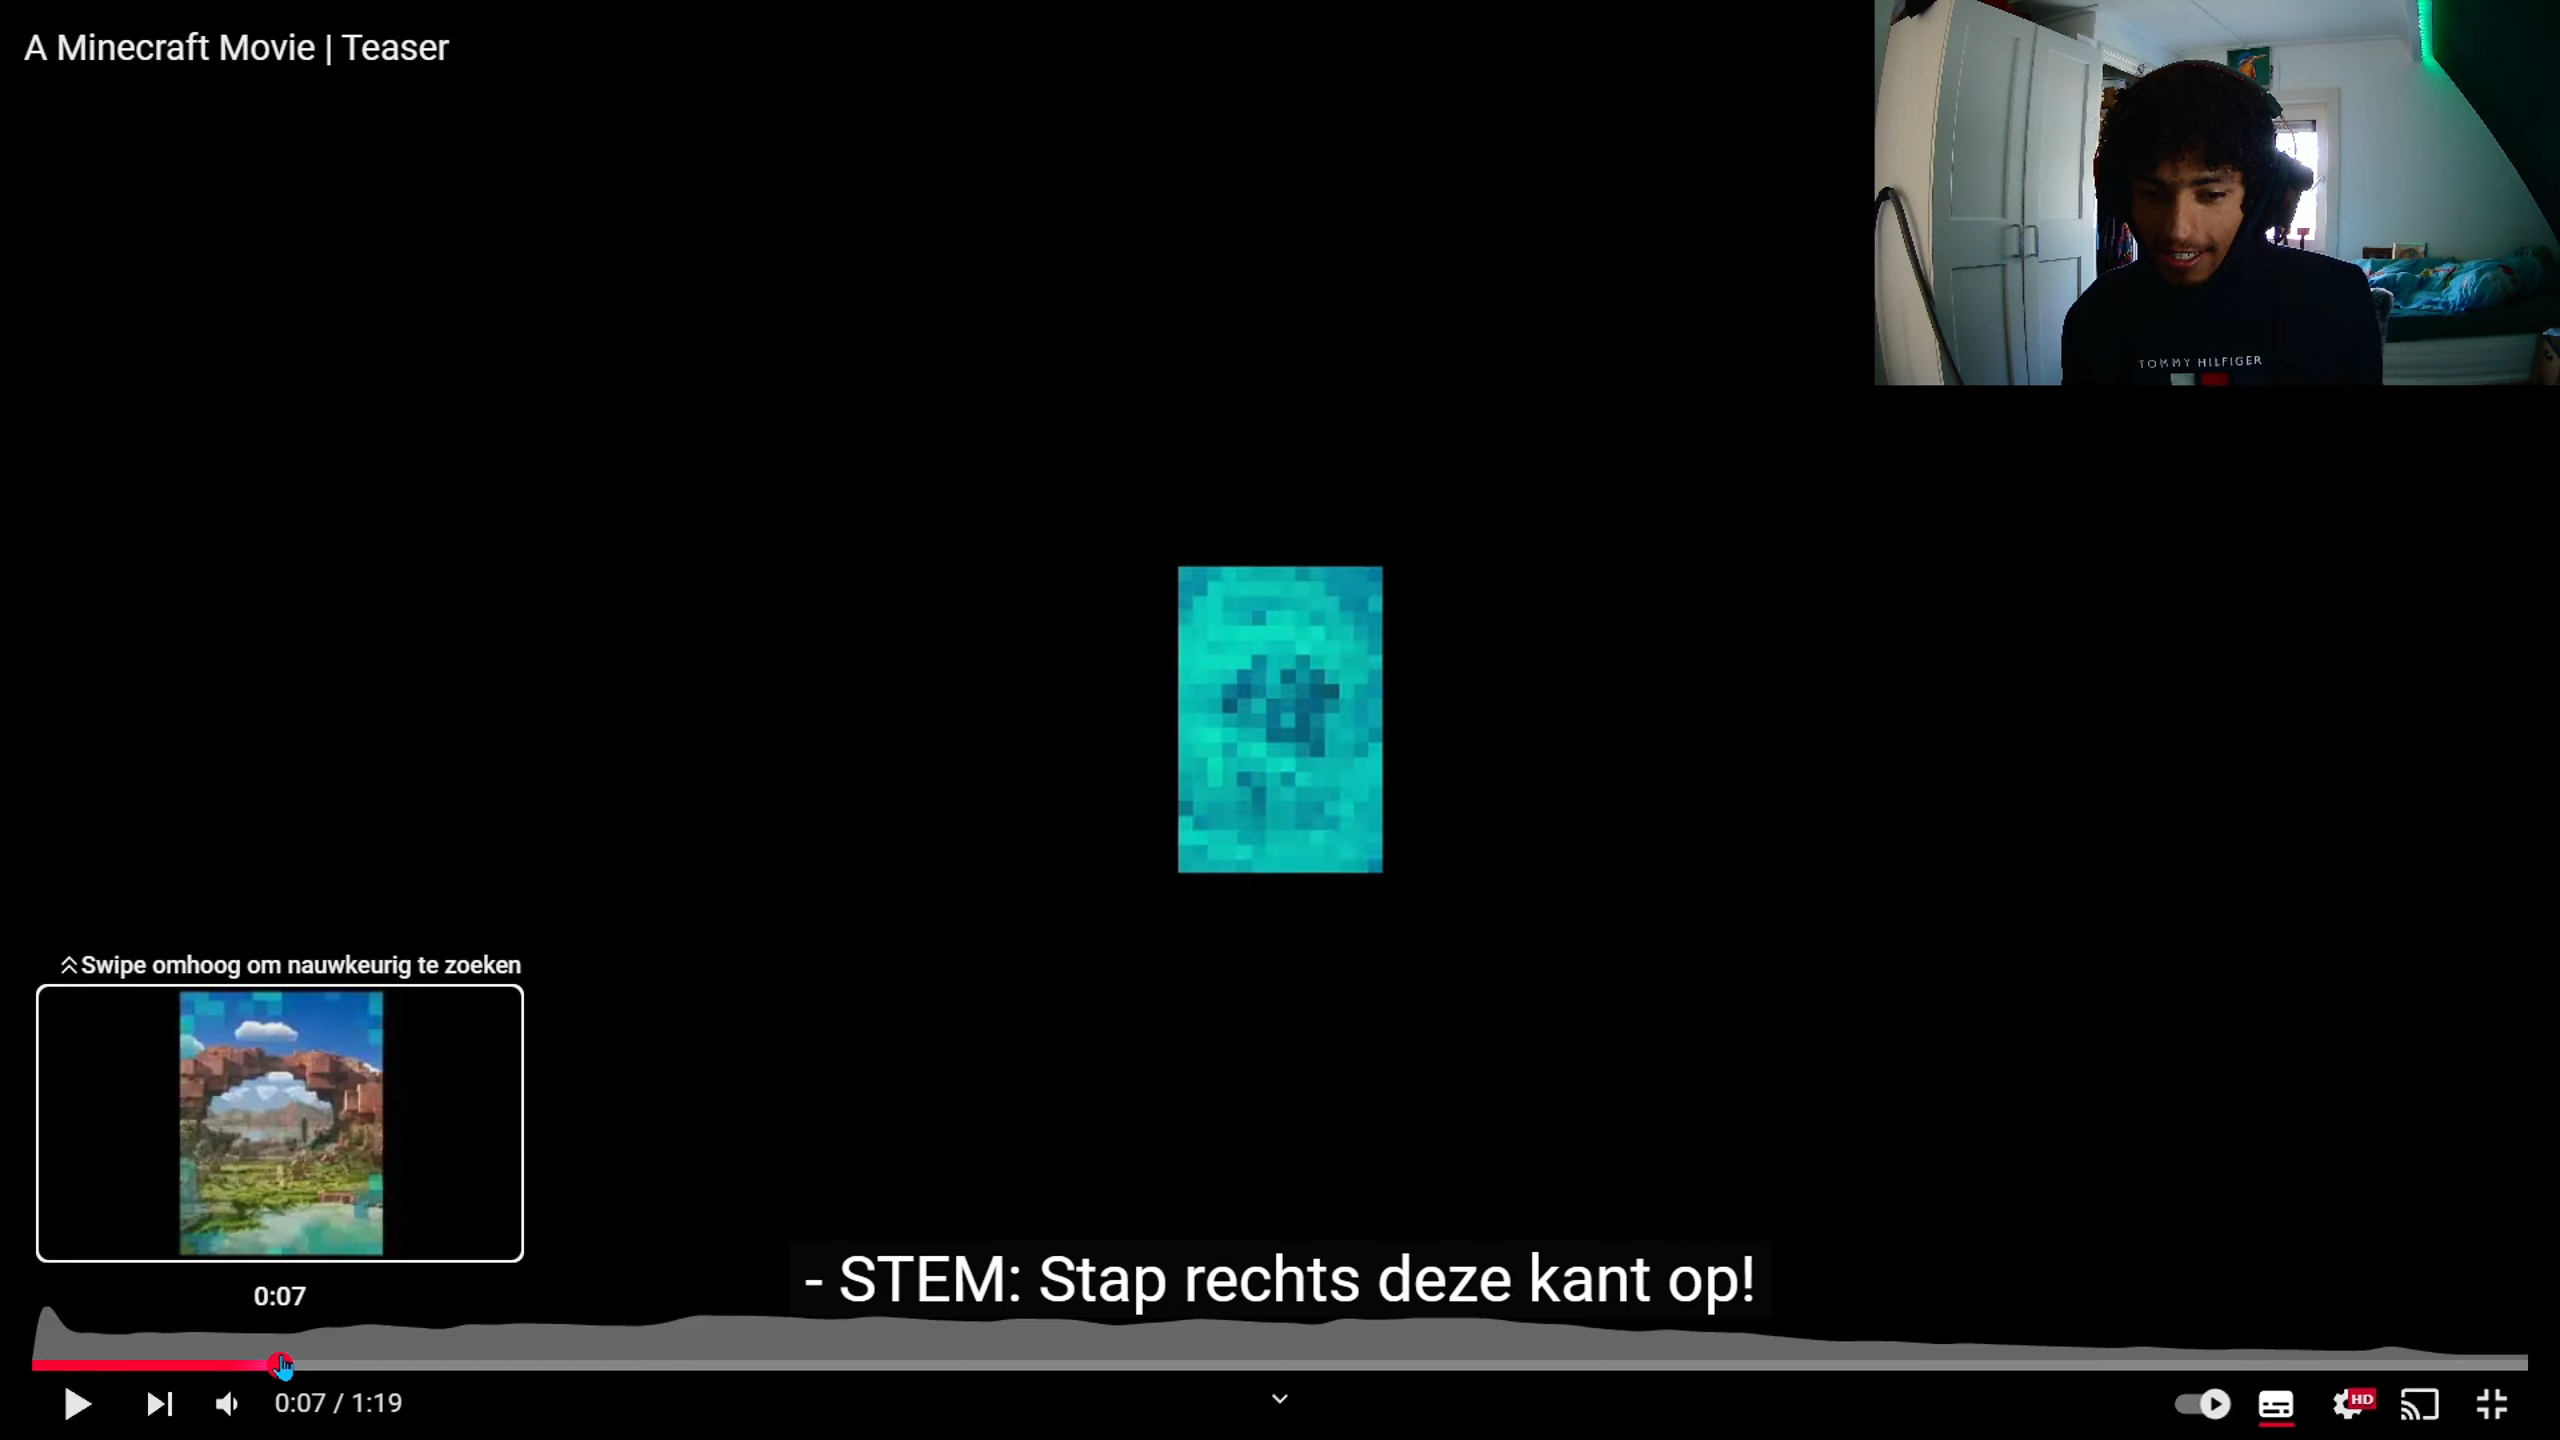 A Minecraft Movie | Teaser
TOMMY HILFIGER
Swipe omhoog om nauwkeurig te zoeken
0:07
- STEM: Stap rechts deze kant op!
0:07 / 1:19
HD